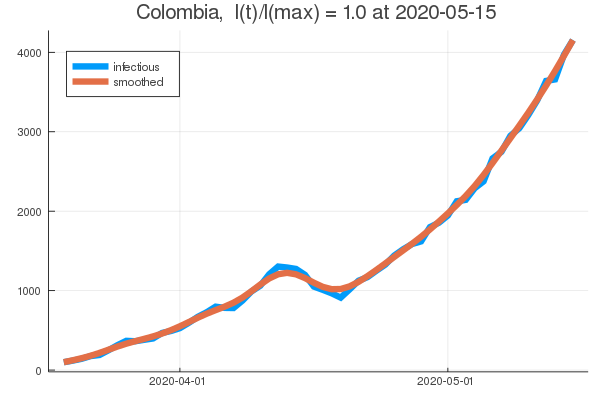 Colombia, I(t)/I(max) = 1.0 at 2020-05-15
4000
infectious
smoothed
3000
2000
1000
0
2020-04-01
2020-05-01